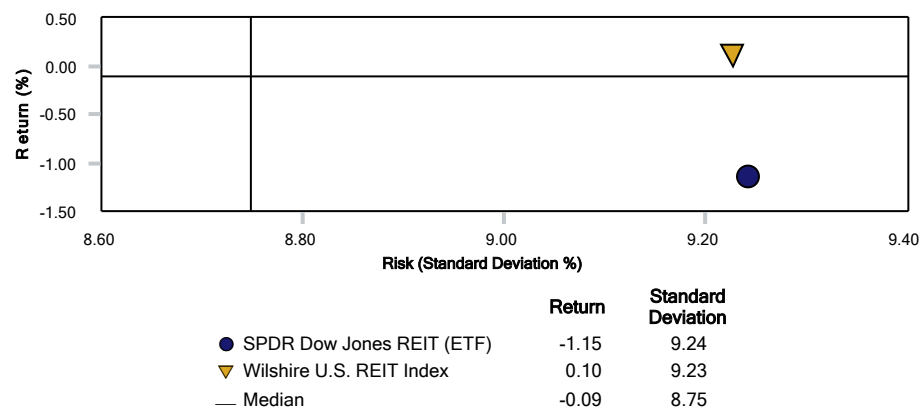 0.50
0.00
-0.50
-1.00
-1.50
Return (%)
8.60 8.80 9.00 9.20 9.40
Risk (Standard Deviation %)
Return Standard Deviation
SPDR Dow Jones REIT (ETF) -1.15 9.24
Wilshire U.S. REIT Index 0.10 9.23
Median -0.09 8.75